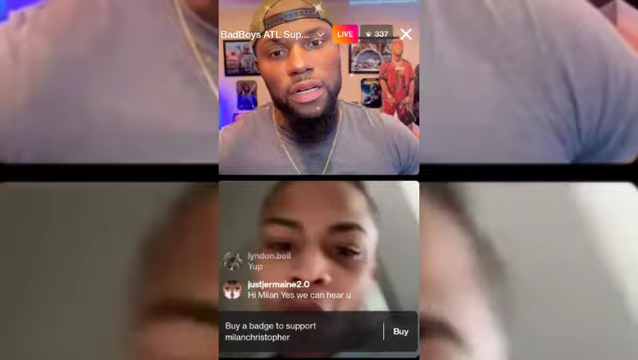 BadBoys ATL Sup...
LIVE
337
lyndon.bell
Yup
justjermaine2.0
Hi Milan Yes we can hear u
Buy a badge to support
milanchristopher
Buy